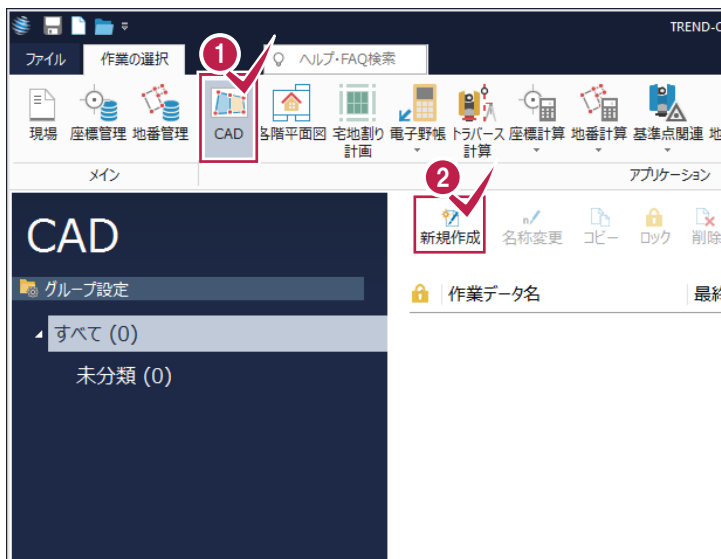 TREND-C
ファイル 作業の選択 ヘルプ・FAQ検索
1
現場 座標管理 地番管理 CAD 各階平面図 宅地割り計画 電子野帳 トラバース計算 座標計算 地番計算 基準点関連 地
メイン アプリケーション
2
CAD
新規作成 名称変更 コピー ロック 削除
グループ設定
作業データ名 最終
すべて (0)
未分類 (0)